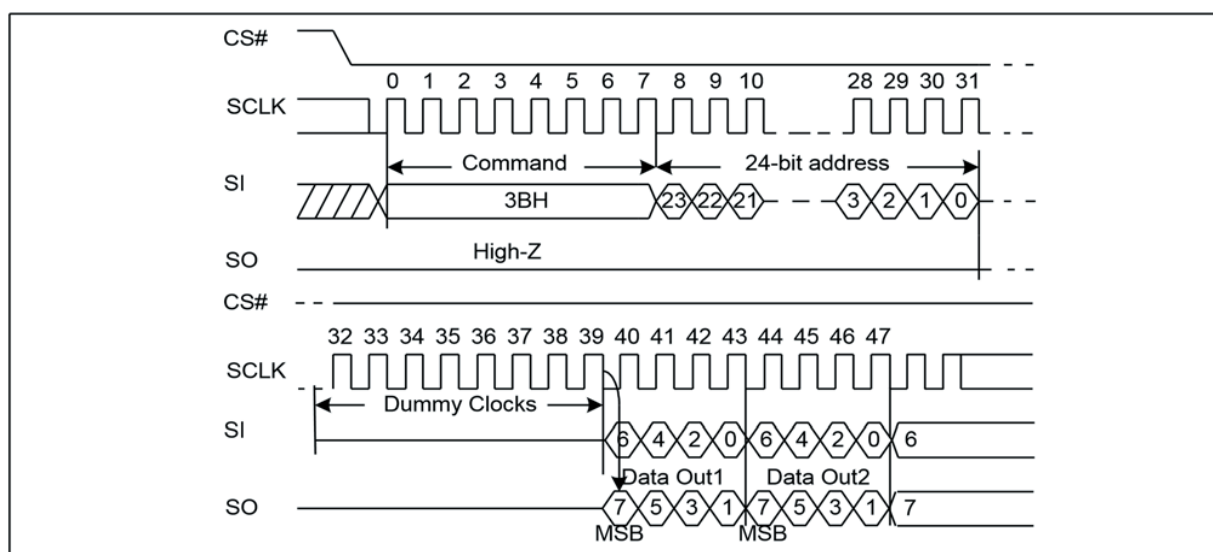 CS#
0 1 2 3 4 5 6 7 8 9 10 28 29 30 31
SCLK
Command 24-bit address
SI
3BH 23 22 21 3 2 1 0
High-Z
SO
CS#
32 33 34 35 36 37 38 39 40 41 42 43 44 45 46 47
SCLK
Dummy Clocks
SI
6 4 2 0 6 4 2 0 6
Data Out1 Data Out2
SO
7 5 3 1 7 5 3 1 7
MSB MSB